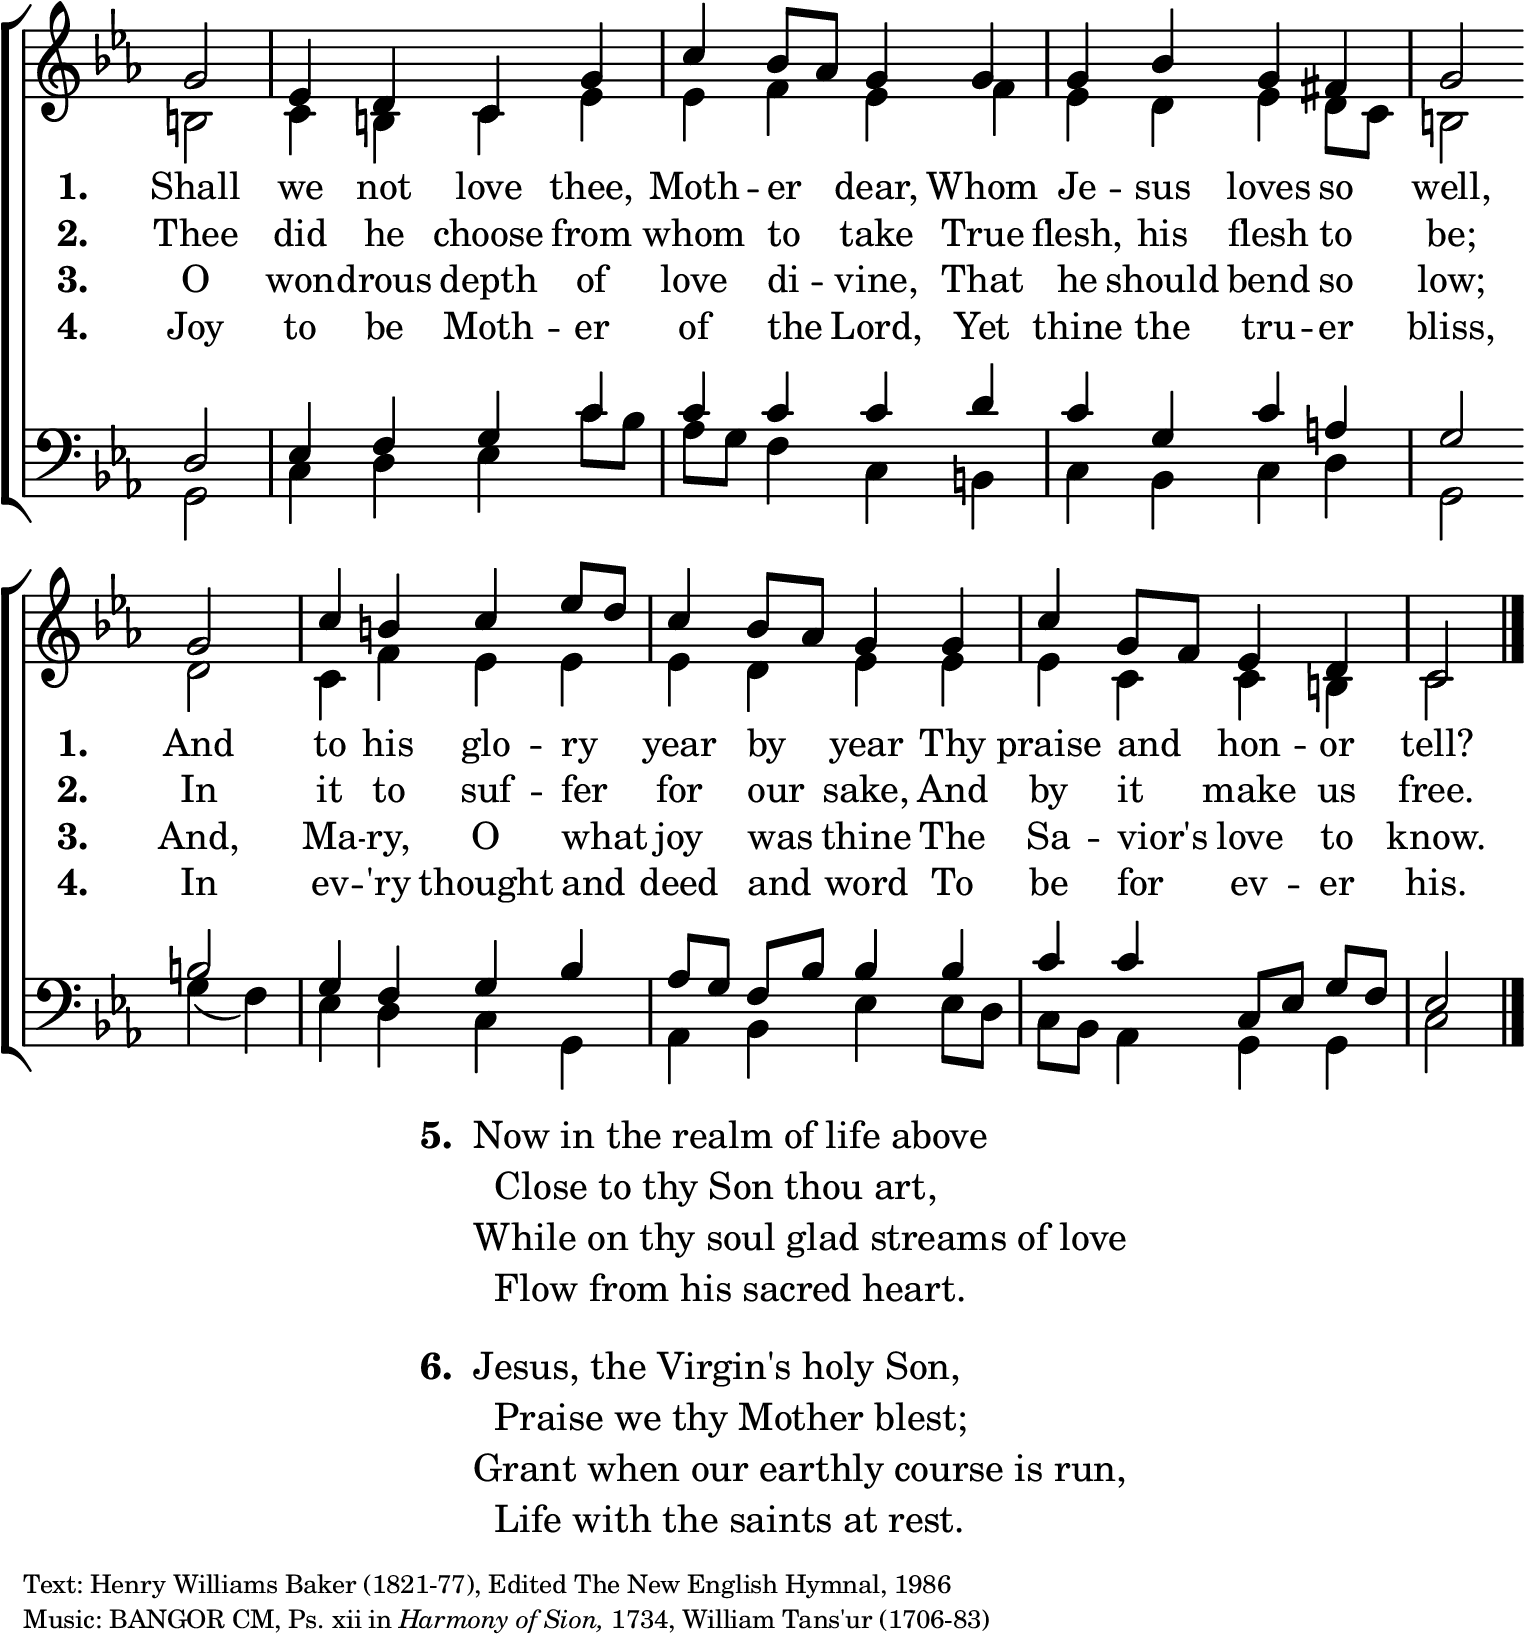 1. Shall we not love thee, Moth -- er dear, Whom Je -- sus loves so well,
2. Thee did he choose from whom to take True flesh, his flesh to be;
3. O wondrous depth of love di -- vine, That he should bend so low;
4. Joy to be Moth -- er of the Lord, Yet thine the tru -- er bliss,
1. And to his glo -- ry year by year Thy praise and hon -- or tell?
2. In it to suf -- fer for our sake, And by it make us free.
3. And, Ma -- ry, O what joy was thine The Sa -- vior's love to know.
4. In ev -- 'ry thought and deed and word To be for ev -- er his.
5. Now in the realm of life above
Close to thy Son thou art,
While on thy soul glad streams of love
Flow from his sacred heart.
6. Jesus, the Virgin's holy Son,
Praise we thy Mother blest;
Grant when our earthly course is run,
Life with the saints at rest.
Text: Henry Williams Baker (1821-77), Edited The New English Hymnal, 1986
Music: BANGOR CM, Ps. xii in Harmony of Sion, 1734, William Tans'ur (1706-83)